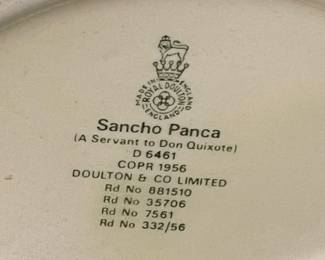 MADE IN ENGLAND
ROYAL DOULTON
ENGLAND
Sancho Panca
(A Servant to Don Quixote)
D 6461
COPR 1956
DOULTON & CO LIMITED
Rd No 881510
Rd No 35706
Rd No 7561
Rd No 332/56